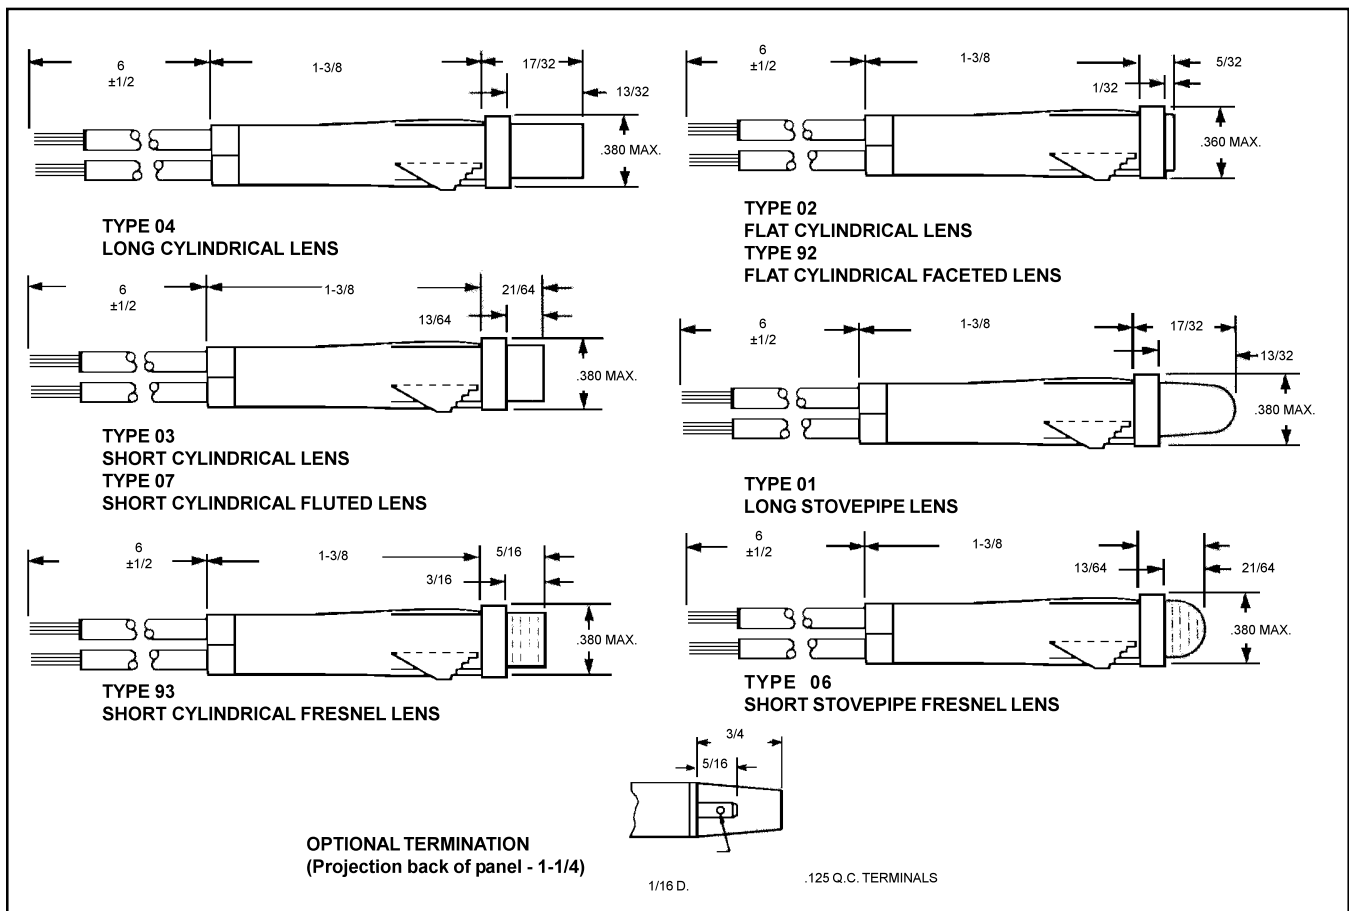 6
±1/2
1-3/8
17/32
13/32
.380 MAX.
TYPE 04
LONG CYLINDRICAL LENS
6
±1/2
1-3/8
5/32
1/32
.360 MAX.
TYPE 02
FLAT CYLINDRICAL LENS
TYPE 92
FLAT CYLINDRICAL FACETED LENS
6
±1/2
1-3/8
21/64
13/64
.380 MAX.
TYPE 03
SHORT CYLINDRICAL LENS
TYPE 07
SHORT CYLINDRICAL FLUTED LENS
6
±1/2
1-3/8
17/32
13/32
.380 MAX.
TYPE 01
LONG STOVEPIPE LENS
6
±1/2
1-3/8
5/16
3/16
.380 MAX.
TYPE 93
SHORT CYLINDRICAL FRESNEL LENS
6
±1/2
1-3/8
13/64
21/64
.380 MAX.
TYPE 06
SHORT STOVEPIPE FRESNEL LENS
3/4
5/16
OPTIONAL TERMINATION
(Projection back of panel - 1-1/4)
1/16 D.
.125 Q.C. TERMINALS